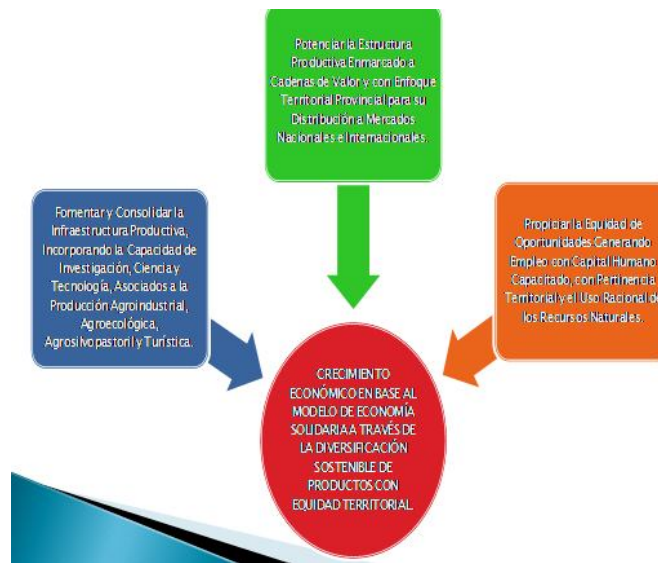 Potenciar la Estructura
Productiva Enmarcado a
Cadenas de Valor y con Enfoque
Territorial Provincial para su
Distribución a Mercados
Nacionales e Internacionales.
Fomentar y Consolidar la
Infraestructura Productiva,
Incorporando la Capacidad de
Investigación, Ciencia y
Tecnología, Asociados a la
Producción Agroindustrial,
Agroecológica,
Agrosilvopastoril y Turística.
Propiciar la Equidad de
Oportunidades Generando
Empleo con Capital Humano
Capacitado, con Pertinencia
Territorial y el Uso Racional de
los Recursos Naturales.
CRECIMIENTO
ECONÓMICO EN BASE AL
MODELO DE ECONOMÍA
SOLIDARIA A TRAVÉS DE
LA DIVERSIFICACIÓN
SOSTENIBLE DE
PRODUCTOS CON
EQUIDAD TERRITORIAL.